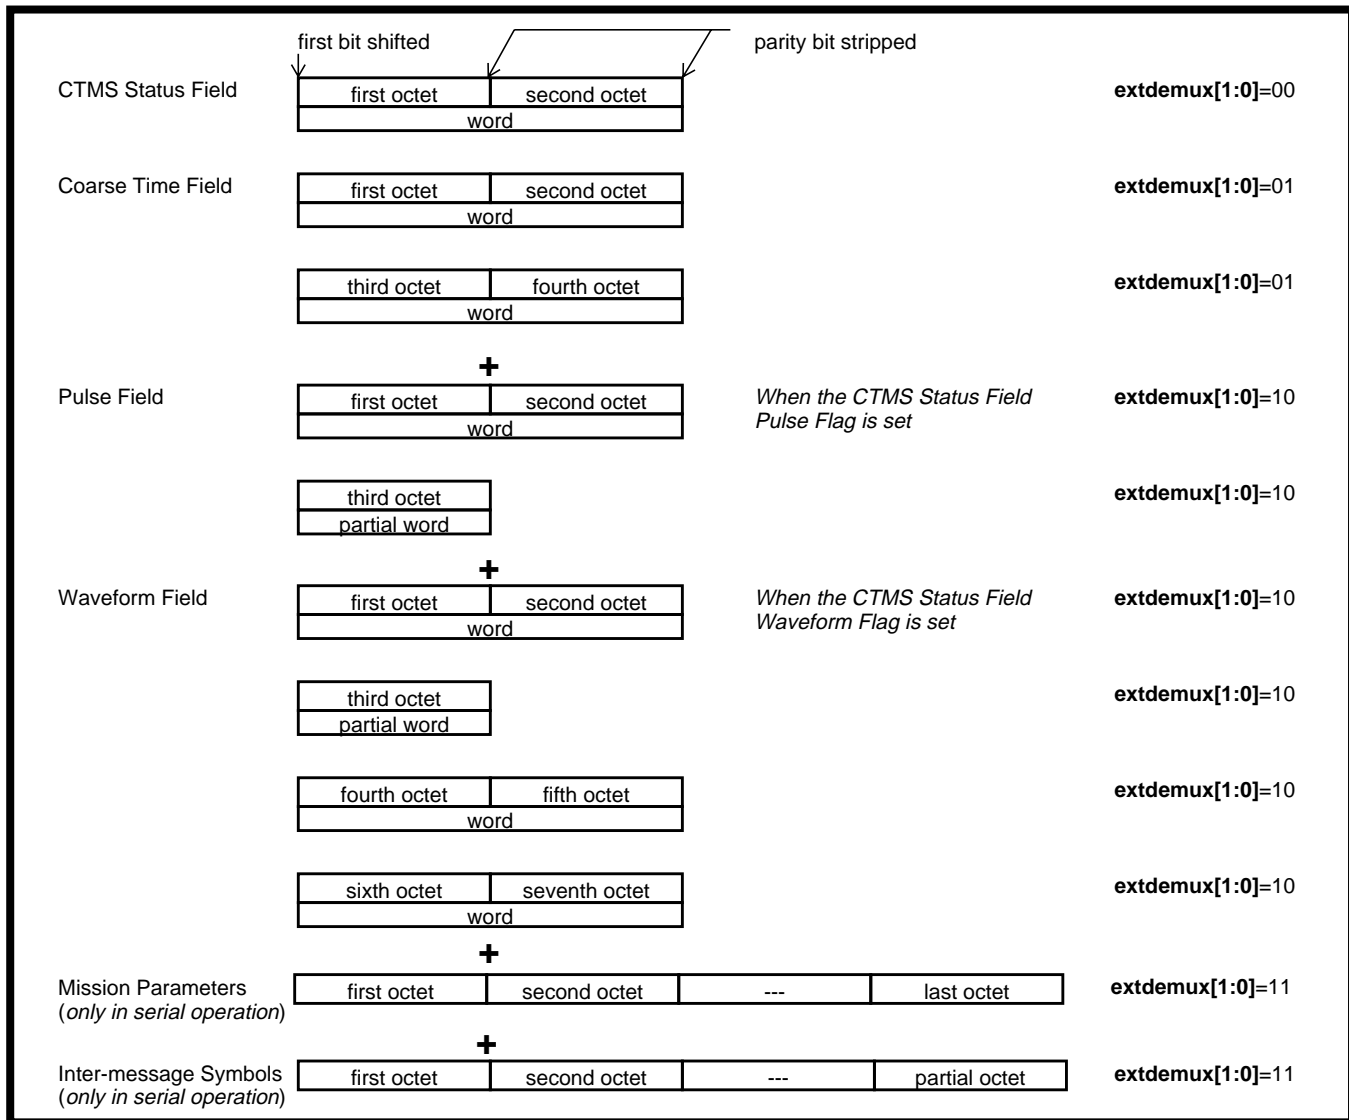 first bit shifted
parity bit stripped
CTMS Status Field
first octet
second octet
extdemux[1:0]=00
word
Coarse Time Field
first octet
second octet
extdemux[1:0]=01
word
third octet
fourth octet
extdemux[1:0]=01
word
+
Pulse Field
first octet
second octet
When the CTMS Status Field
extdemux[1:0]=10
word
Pulse Flag is set
third octet
extdemux[1:0]=10
partial word
+
Waveform Field
first octet
second octet
When the CTMS Status Field
extdemux[1:0]=10
word
Waveform Flag is set
third octet
extdemux[1:0]=10
partial word
fourth octet
fifth octet
extdemux[1:0]=10
word
sixth octet
seventh octet
extdemux[1:0]=10
word
+
Mission Parameters
first octet
second octet
---
last octet
extdemux[1:0]=11
(only in serial operation)
+
Inter-message Symbols
first octet
second octet
---
partial octet
extdemux[1:0]=11
(only in serial operation)